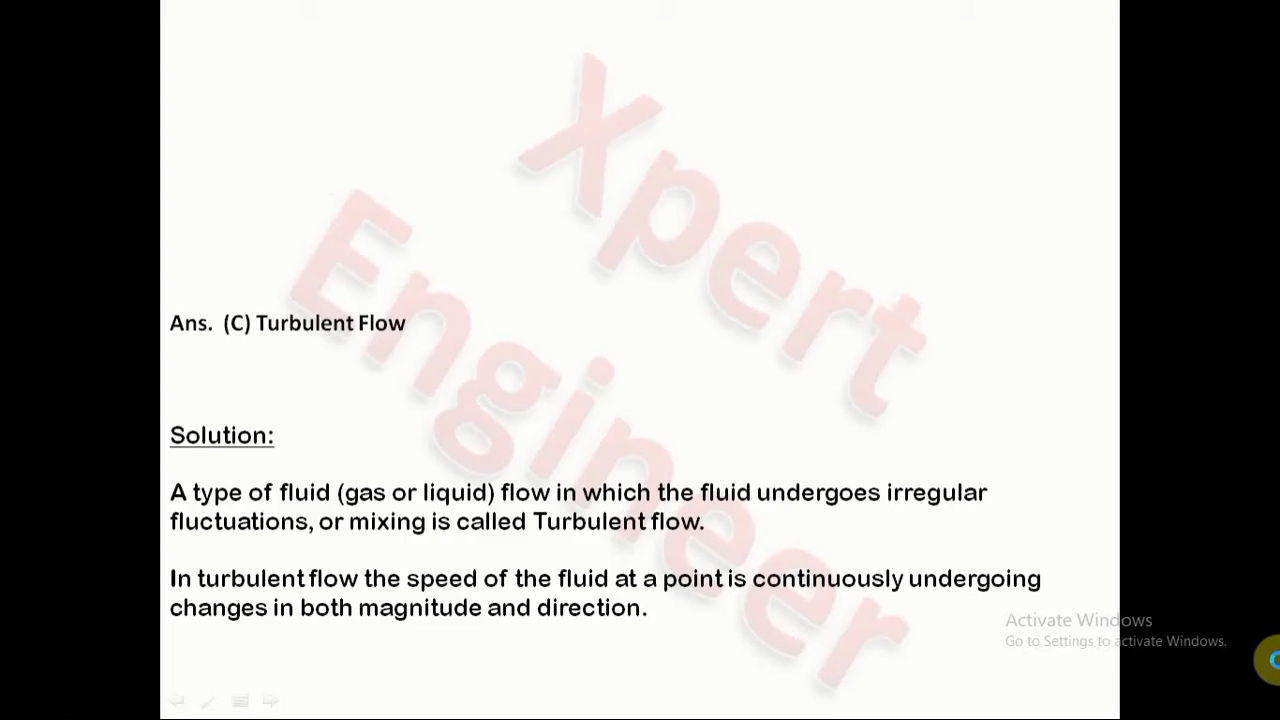 Xpert
Engineer
Ans. (C) Turbulent Flow
Solution:
A type of fluid (gas or liquid) flow in which the fluid undergoes irregular
fluctuations, or mixing is called Turbulent flow.
In turbulent flow the speed of the fluid at a point is continuously undergoing
changes in both magnitude and direction.
Activate Windows
Go to Settings to activate Windows.